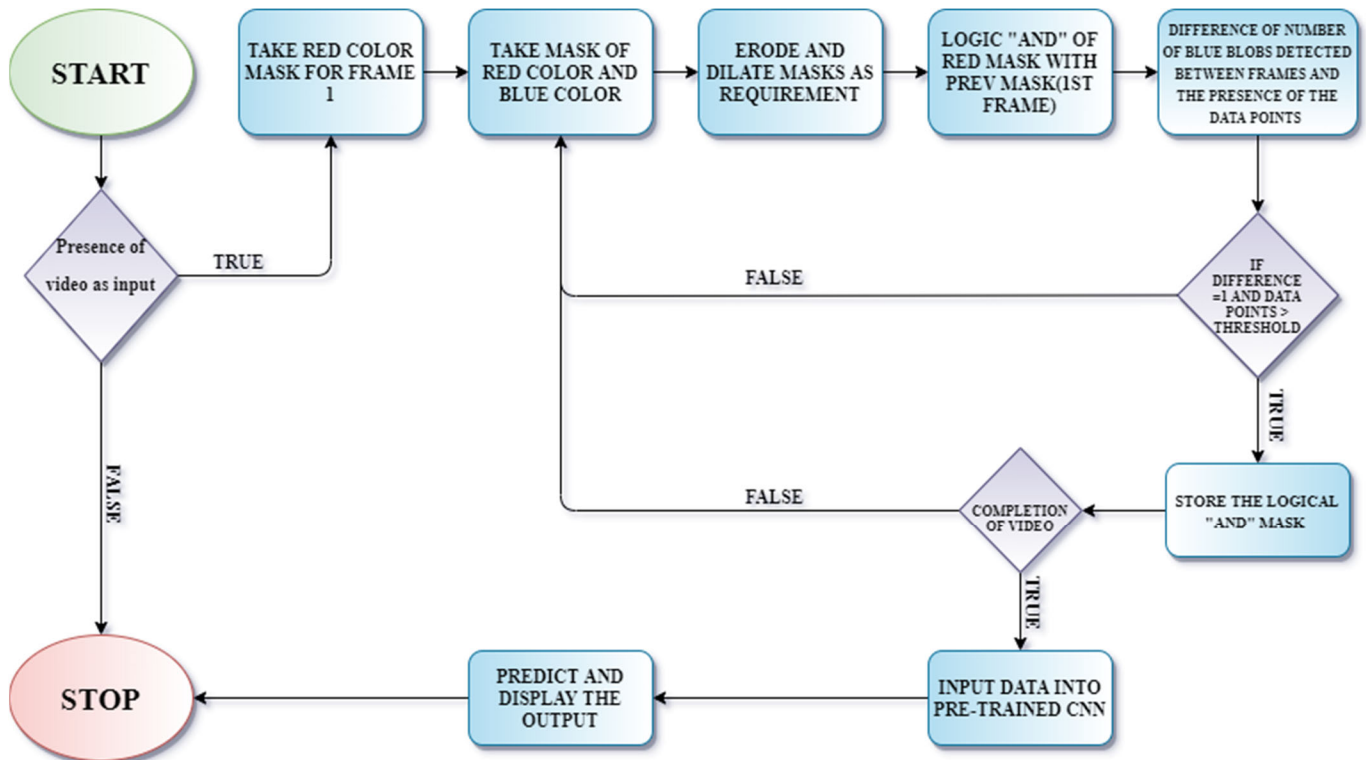 START
Presence of
video as input
TRUE
FALSE
TAKE RED COLOR
MASK FOR FRAME
1
TAKE MASK OF
RED COLOR AND
BLUE COLOR
ERODE AND
DILATE MASKS AS
REQUIREMENT
LOGIC "AND" OF
RED MASK WITH
PREV MASK(1ST
FRAME)
DIFFERENCE OF NUMBER
OF BLUE BLOBS DETECTED
BETWEEN FRAMES AND
THE PRESENCE OF THE
DATA POINTS
IF
DIFFERENCE
=1 AND DATA
POINTS >
THRESHOLD
FALSE
TRUE
STORE THE LOGICAL
"AND" MASK
COMPLETION
OF VIDEO
FALSE
TRUE
INPUT DATA INTO
PRE-TRAINED CNN
PREDICT AND
DISPLAY THE
OUTPUT
STOP